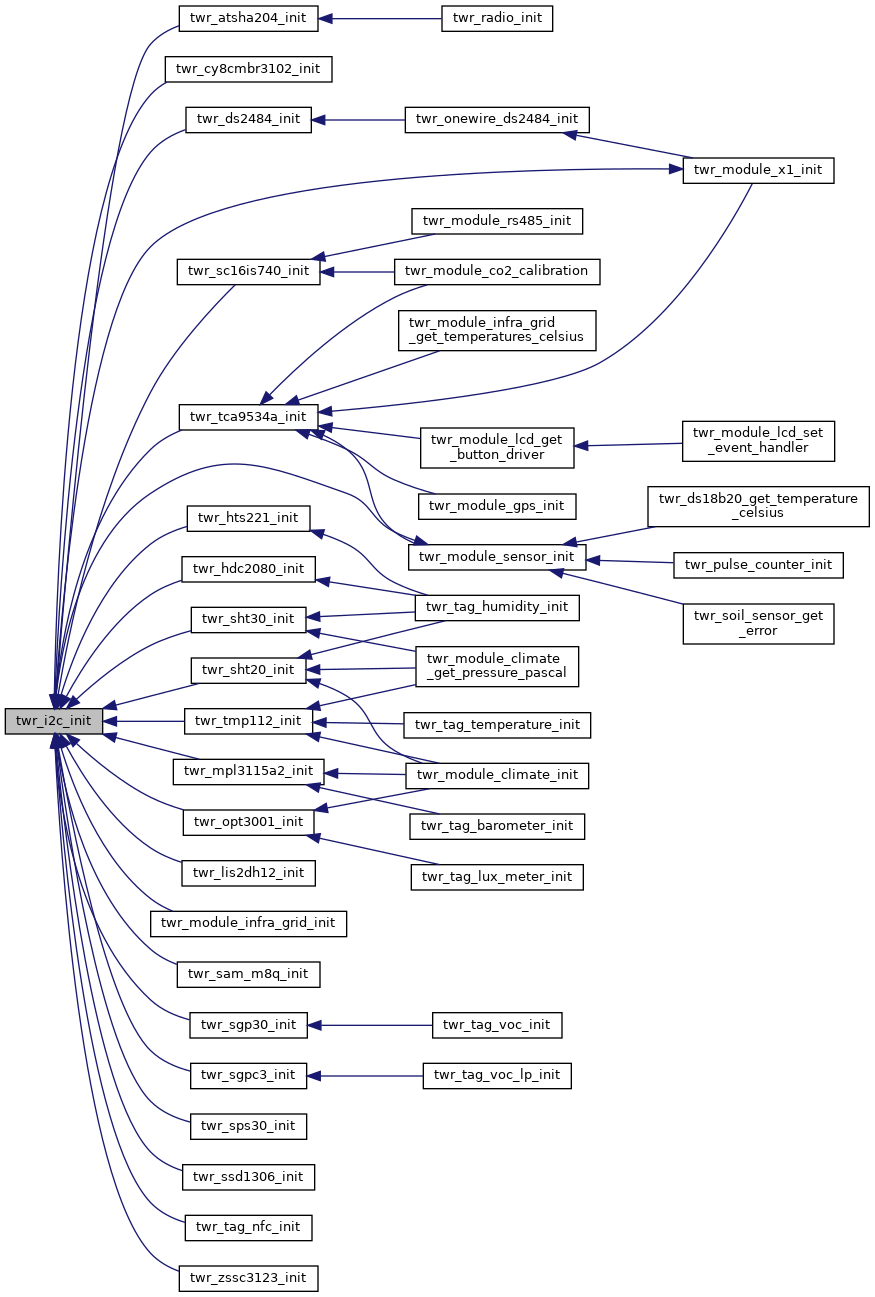 twr_atsha204_init
twr_radio_init
twr_cy8cmbr3102_init
twr_ds2484_init
twr_onewire_ds2484_init
twr_module_x1_init
twr_module_rs485_init
twr_sc16is740_init
twr_module_co2_calibration
twr_module_infra_grid
_get_temperatures_celsius
twr_tca9534a_init
twr_module_lcd_get
_button_driver
twr_module_lcd_set
_event_handler
twr_module_gps_init
twr_ds18b20_get_temperature
_celsius
twr_hts221_init
twr_module_sensor_init
twr_pulse_counter_init
twr_hdc2080_init
twr_tag_humidity_init
twr_soil_sensor_get
_error
twr_sht30_init
twr_module_climate
_get_pressure_pascal
twr_sht20_init
twr_i2c_init
twr_tmp112_init
twr_tag_temperature_init
twr_mpl3115a2_init
twr_module_climate_init
twr_opt3001_init
twr_tag_barometer_init
twr_lis2dh12_init
twr_tag_lux_meter_init
twr_module_infra_grid_init
twr_sam_m8q_init
twr_sgp30_init
twr_tag_voc_init
twr_sgpc3_init
twr_tag_voc_lp_init
twr_sps30_init
twr_ssd1306_init
twr_tag_nfc_init
twr_zssc3123_init